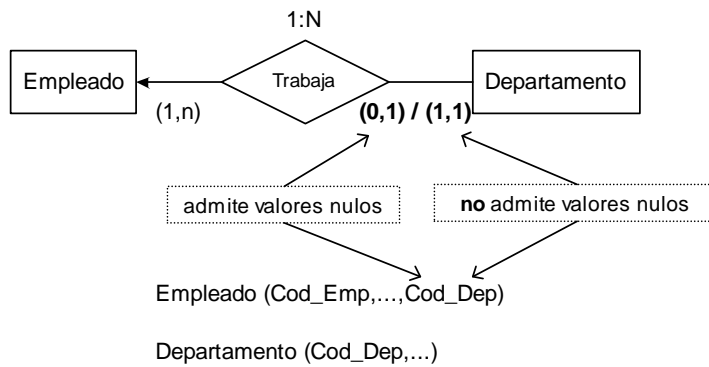 1:N
Empleado
Trabaja
Departamento
(1,n)
(0,1) / (1,1)
admite valores nulos
no admite valores nulos
Empleado (Cod_Emp,...,Cod_Dep)
Departamento (Cod_Dep,...)